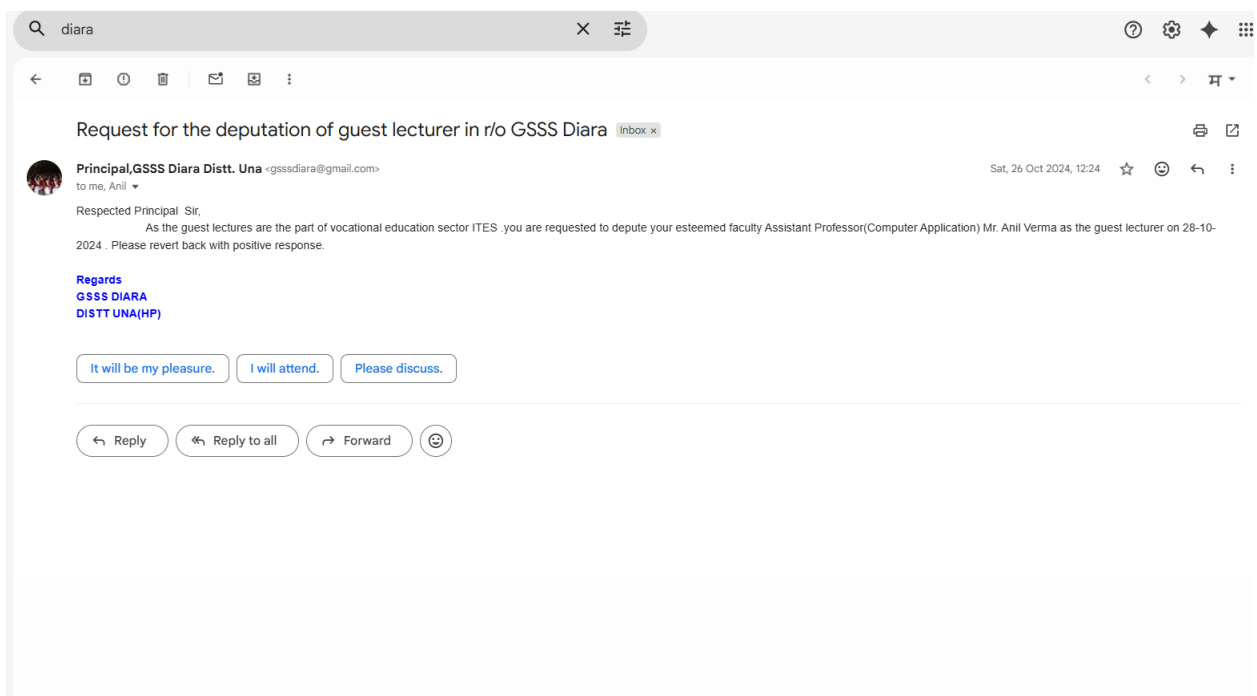 diara
Request for the deputation of guest lecturer in r/o GSSS Diara Inbox x
Principal,GSSS Diara Distt. Una <gsssdiara@gmail.com> Sat, 26 Oct 2024, 12:24
to me, Anil
Respected Principal Sir,
As the guest lectures are the part of vocational education sector ITES .you are requested to depute your esteemed faculty Assistant Professor(Computer Application) Mr. Anil Verma as the guest lecturer on 28-10-
2024 . Please revert back with positive response.
Regards
GSSS DIARA
DISTT UNA(HP)
It will be my pleasure. I will attend. Please discuss.
Reply Reply to all Forward